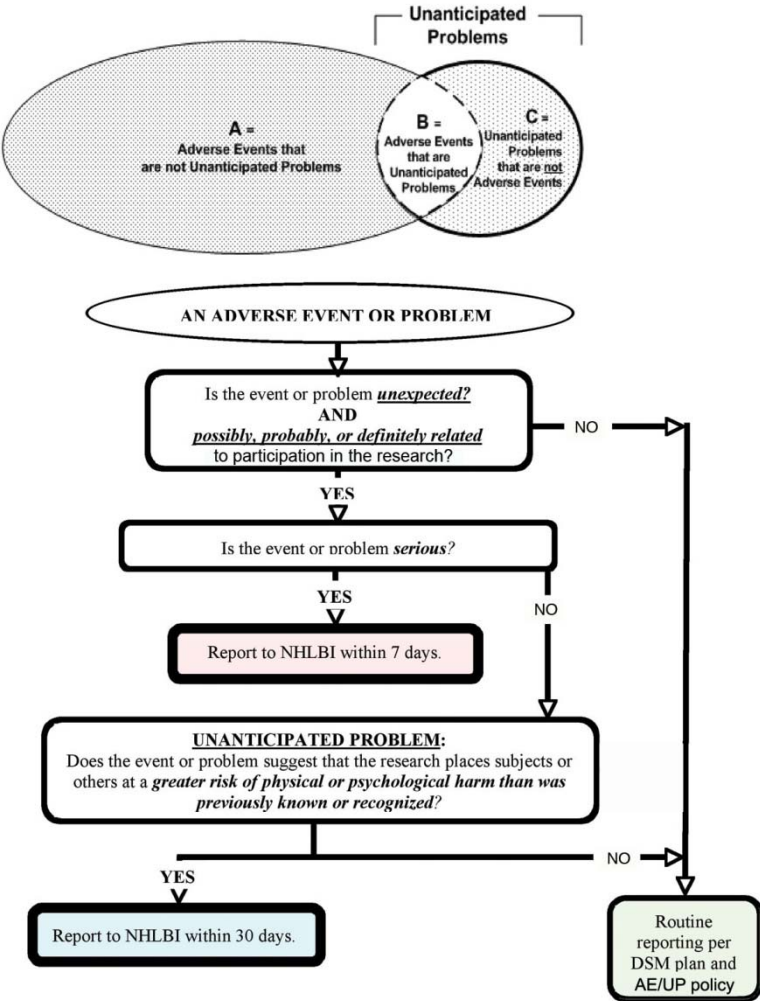 Unanticipated
Problems
A =
Adverse Events that
are not Unanticipated Problems
B =
Adverse Events
that are
Unanticipated
Problems
C =
Unanticipated
Problems
that are not
Adverse Events
AN ADVERSE EVENT OR PROBLEM
Is the event or problem unexpected?
AND
possibly, probably, or definitely related
to participation in the research?
NO
YES
Is the event or problem serious?
YES
NO
Report to NHLBI within 7 days.
UNANTICIPATED PROBLEM:
Does the event or problem suggest that the research places subjects or
others at a greater risk of physical or psychological harm than was
previously known or recognized?
NO
YES
Report to NHLBI within 30 days.
Routine
reporting per
DSM plan and
AE/UP policy